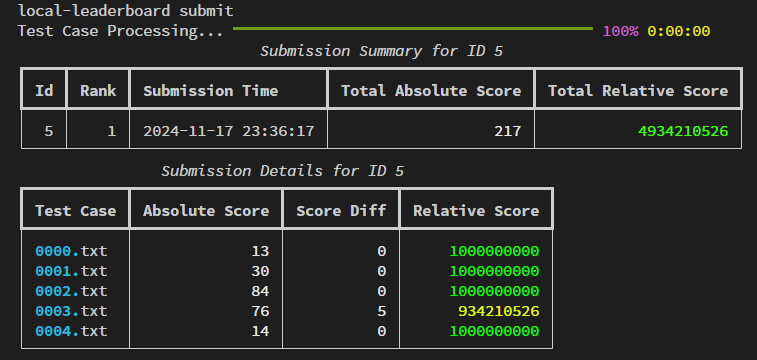 local-leaderboard submit
Test Case Processing... 100% 0:00:00
Submission Summary for ID 5
Id Rank Submission Time Total Absolute Score Total Relative Score
5 1 2024-11-17 23:36:17 217 4934210526
Submission Details for ID 5
Test Case Absolute Score Score Diff Relative Score
0000.txt 13 0 1000000000
0001.txt 30 0 1000000000
0002.txt 84 0 1000000000
0003.txt 76 5 934210526
0004.txt 14 0 1000000000